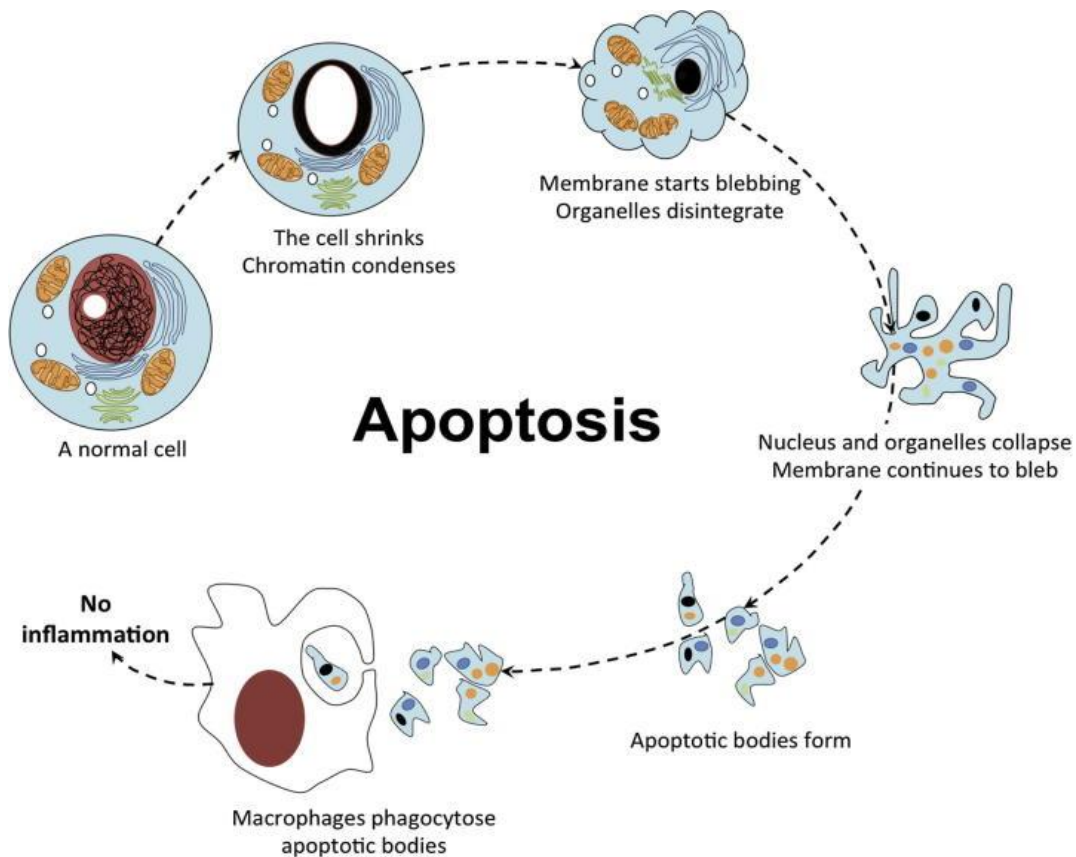 A normal cell
The cell shrinks
Chromatin condenses
Membrane starts blebbing
Organelles disintegrate
Apoptosis
Nucleus and organelles collapse
Membrane continues to bleb
Apoptotic bodies form
Macrophages phagocytose
apoptotic bodies
No
inflammation